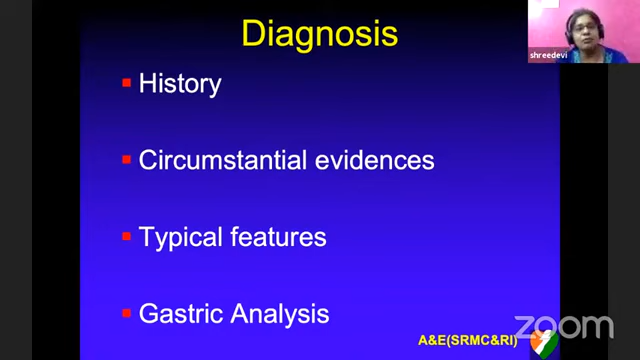 Diagnosis
shreedevi
History
Circumstantial evidences
Typical features
Gastric Analysis
A&E(SRMC&RI)
zoom